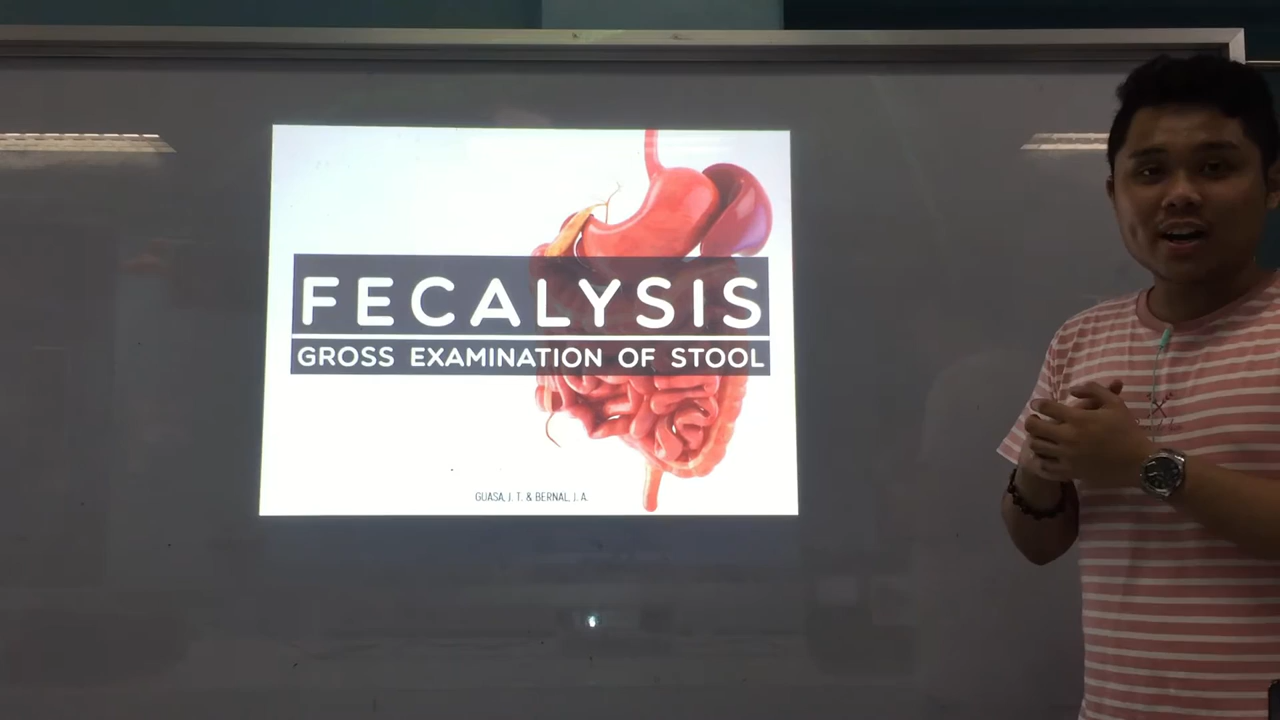 FECALYSIS
GROSS EXAMINATION OF STOOL
GUASA, J. T. & BERNAL, J. A.